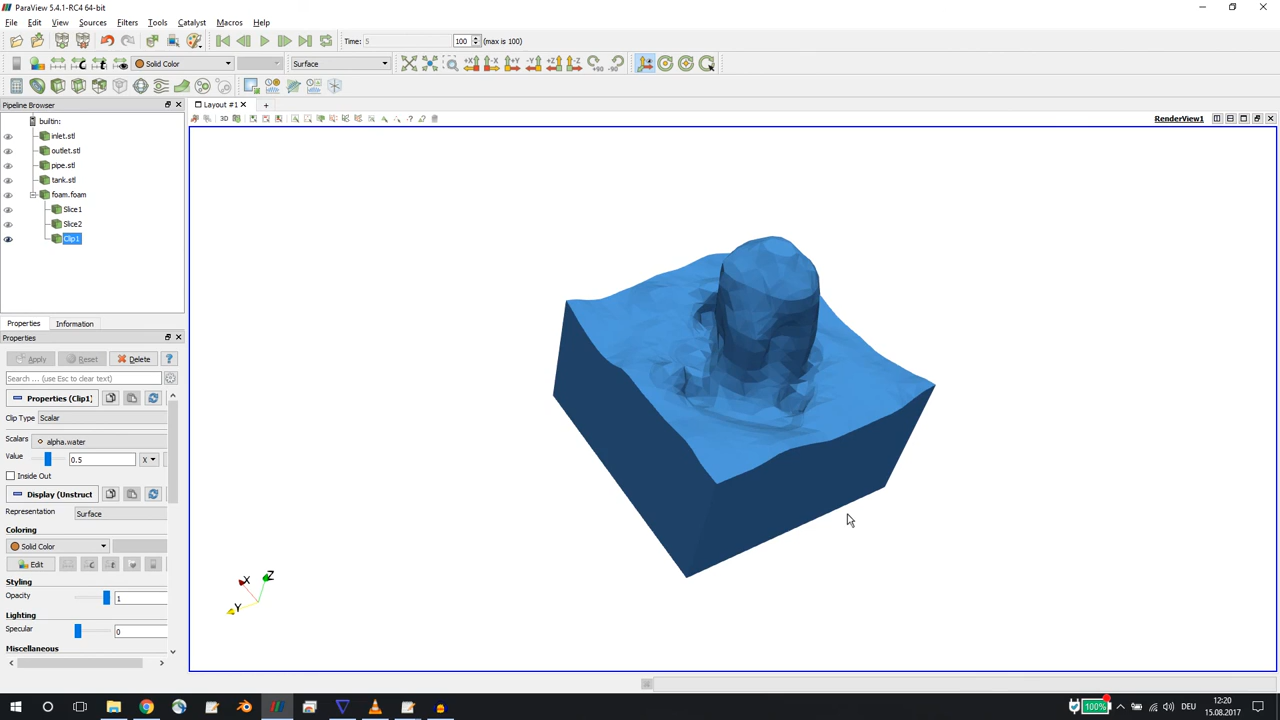 ParaView 5.4.1-RC4 64-bit
File Edit View Sources Filters Tools Catalyst Macros Help
Time: 5 100 (max is 100)
Solid Color Surface
+X -X +Y -Y +Z -Z +90 -90
Pipeline Browser
Layout #1
3D
RenderView1
builtin:
inlet.stl
outlet.stl
pipe.stl
tank.stl
foam.foam
Slice1
Slice2
Clip1
Properties Information
Properties
Apply Reset Delete ?
Search ... (use Esc to clear text)
Properties (Clip1)
Clip Type Scalar
Scalars alpha.water
Value 0.5 X
Inside Out
Display (Unstruct
Representation Surface
Coloring
Solid Color
Edit
Styling
Opacity 1
Lighting
Specular 0
Miscellaneous
X Y Z
100% DEU 12:20
15.08.2017